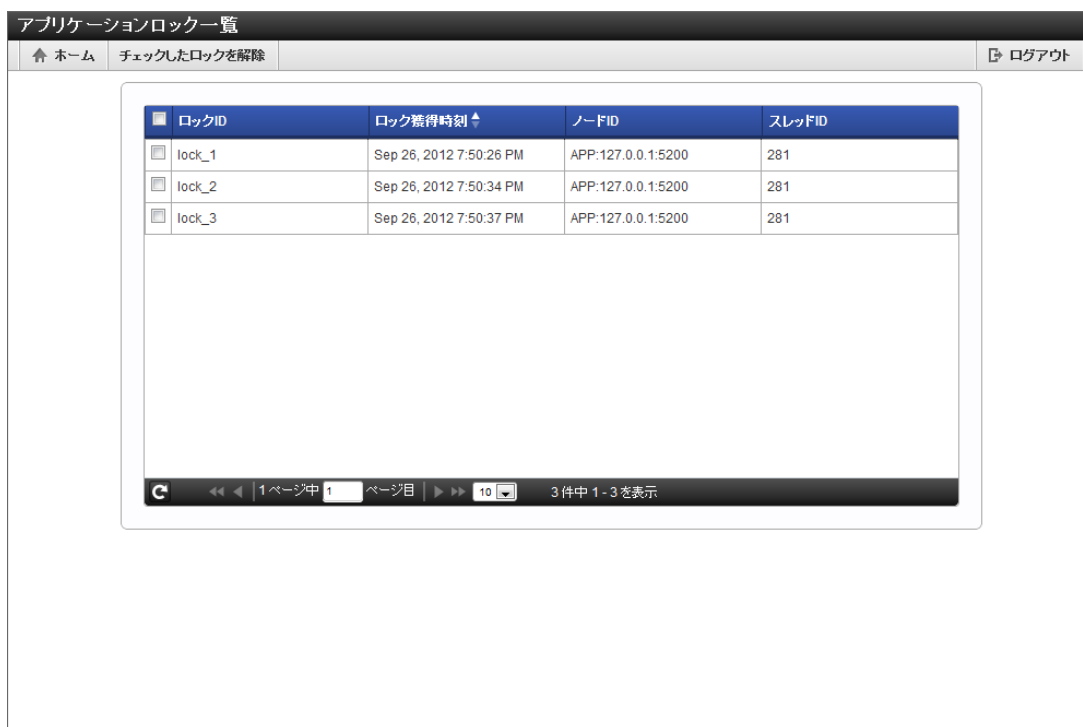 アプリケーションロック一覧
ホーム チェックしたロックを解除 ログアウト
ロックID ロック獲得時刻 ノードID スレッドID
lock_1 Sep 26, 2012 7:50:26 PM APP:127.0.0.1:5200 281
lock_2 Sep 26, 2012 7:50:34 PM APP:127.0.0.1:5200 281
lock_3 Sep 26, 2012 7:50:37 PM APP:127.0.0.1:5200 281
1 ページ中 1 ページ目 10 3 件中 1 - 3 を表示